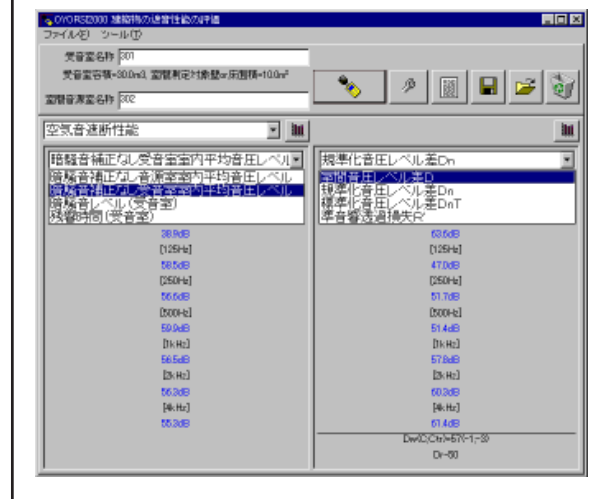 OYO RSI2000 建築物の遮音性能の評価
ファイル(F) ツール(T)
受音室名称 301
受音室容積=30.0m3, 室間測定対象壁or床面積=10.0m²
室間音源室名称 302
空気音遮断性能
暗騒音補正なし受音室室内平均音圧レベル
暗騒音補正なし音源室室内平均音圧レベル
暗騒音補正なし受音室室内平均音圧レベル
暗騒音レベル(受音室)
残響時間(受音室)
38.9dB
[125Hz]
58.5dB
[250Hz]
56.6dB
[500Hz]
59.9dB
[1kHz]
56.5dB
[2kHz]
56.3dB
[4kHz]
55.3dB
規準化音圧レベル差Dn
室間音圧レベル差D
規準化音圧レベル差Dn
標準化音圧レベル差DnT
準音響透過損失R'
63.6dB
[125Hz]
47.0dB
[250Hz]
51.7dB
[500Hz]
51.4dB
[1kHz]
57.8dB
[2kHz]
60.3dB
[4kHz]
61.4dB
Dw(C;Ctr)=57(-1;-3)
Dr-50